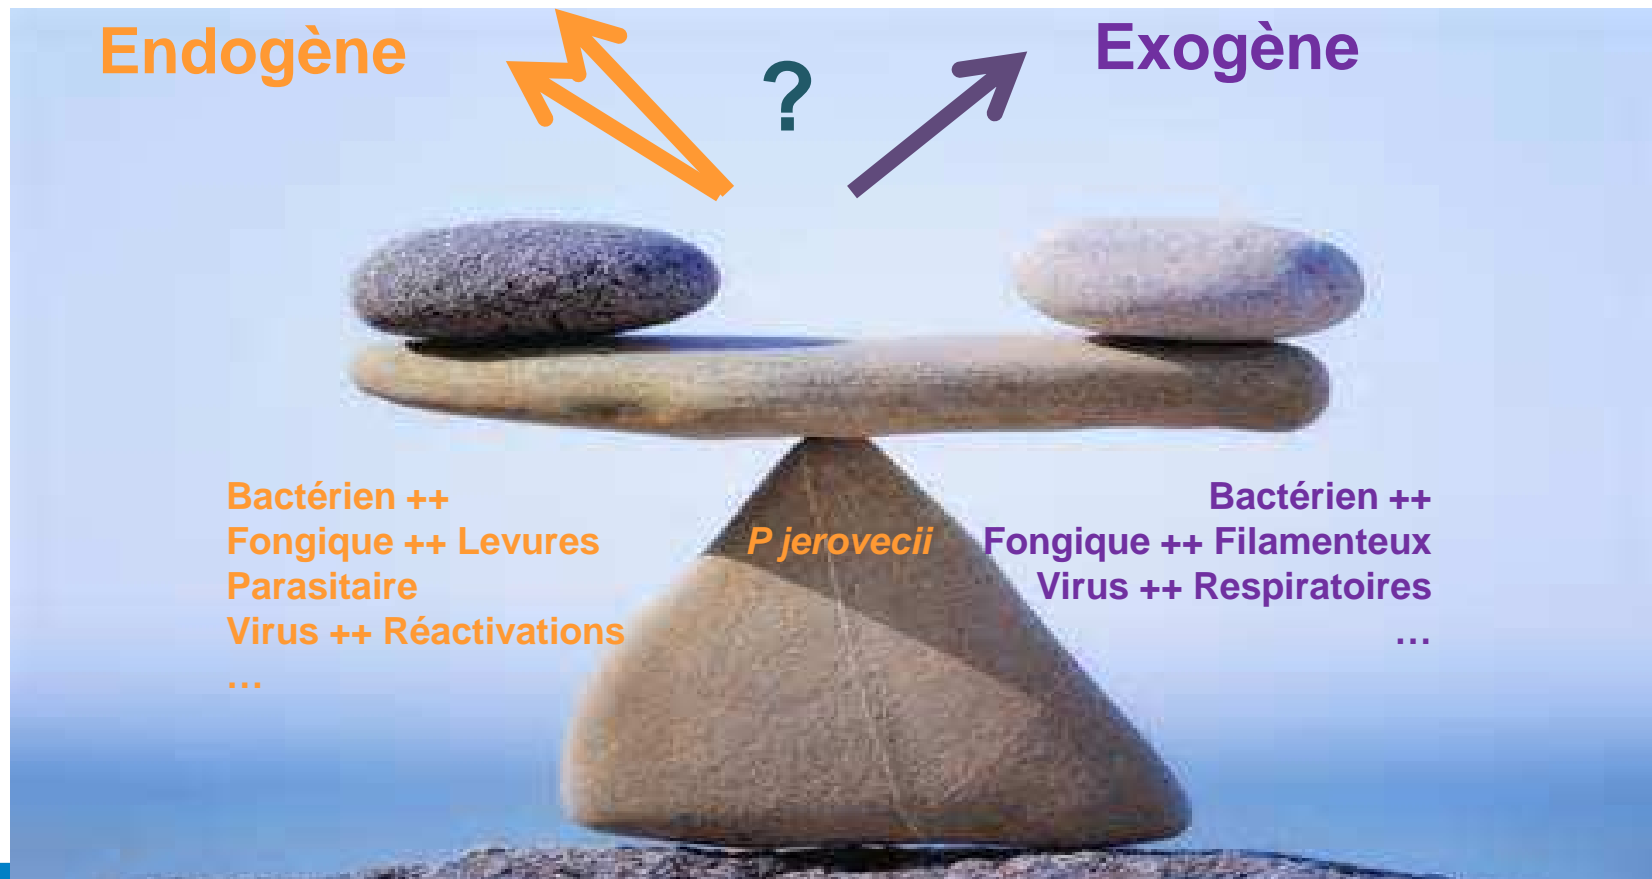 Endogène
Exogène
?
Bactérien ++
Fongique ++ Levures
Parasitaire
Virus ++ Réactivations
…
P jerovecii
Bactérien ++
Fongique ++ Filamenteux
Virus ++ Respiratoires
…